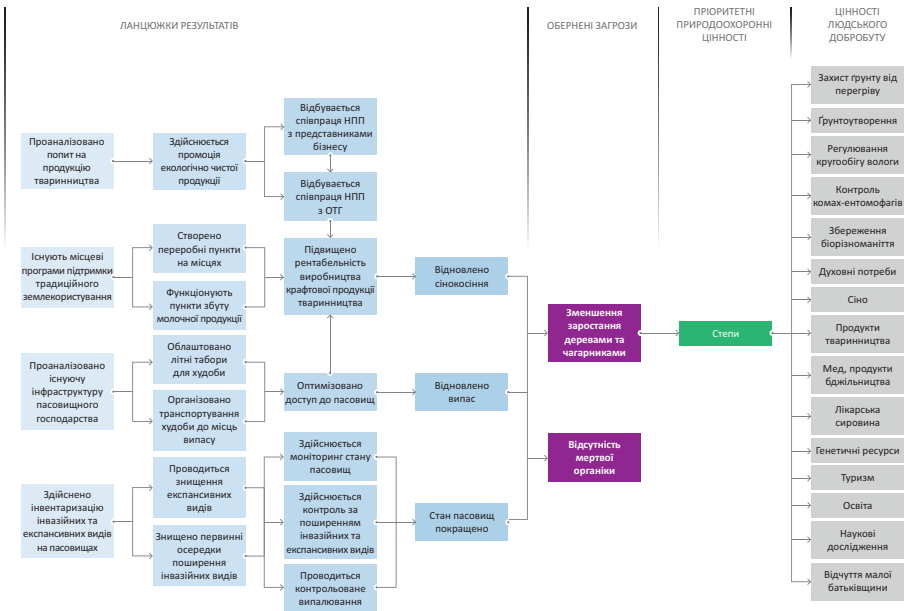 ЛАНЦЮЖКИ РЕЗУЛЬТАТІВ
ОБЕРНЕНІ ЗАГРОЗИ
ПРІОРИТЕТНІ
ПРИРОДООХОРОННІ
ЦІННОСТІ
ЦІННОСТІ
ЛЮДСЬКОГО
ДОБРОБУТУ
Проаналізовано
попит на
продукцію
тваринництва
Здійснюється
промоція
екологічно чистої
продукції
Відбувається
співпраця НПП
з представниками
бізнесу
Відбувається
співпраця НПП
з ОТГ
Існують місцеві
програми підтримки
традиційного
землекористування
Створено
переробні пункти
на місцях
Функціонують
пункти збуту
молочної продукції
Підвищено
рентабельність
виробництва
крафтової продукції
тваринництва
Відновлено
сінокосіння
Проаналізовано
існуючу
інфраструктуру
пасовищного
господарства
Облаштовано
літні табори
для худоби
Організовано
транспортування
худоби до місць
випасу
Оптимізовано
доступ до пасовищ
Відновлено
випас
Здійснено
інвентаризацію
інвазійних та
експансивних видів
на пасовищах
Проводиться
знищення
експансивних
видів
Знищено первинні
осередки
поширення
інвазійних видів
Здійснюється
моніторинг стану
пасовищ
Здійснюється
контроль за
поширенням
інвазійних та
експансивних видів
Проводиться
контрольоване
випалювання
Стан пасовищ
покращено
Зменшення
заростання
деревами та
чагарниками
Відсутність
мертвої
органіки
Степи
Захист ґрунту від
перегріву
Ґрунтоутворення
Регулювання
кругообігу вологи
Контроль
комах-ентомофагів
Збереження
біорізноманіття
Духовні потреби
Сіно
Продукти
тваринництва
Мед, продукти
бджільництва
Лікарська
сировина
Генетичні ресурси
Туризм
Освіта
Наукові
дослідження
Відчуття малої
батьківщини